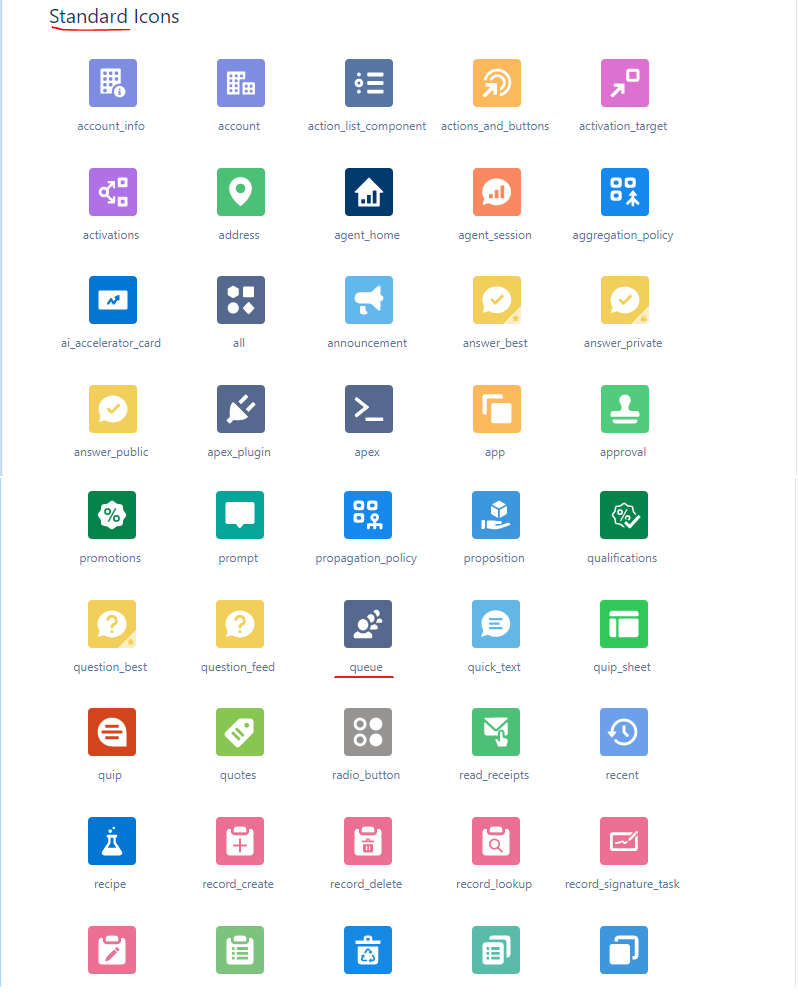 Standard Icons
account_info account action_list_component actions_and_buttons activation_target
activations address agent_home agent_session aggregation_policy
ai_accelerator_card all announcement answer_best answer_private
answer_public apex_plugin apex app approval
promotions prompt propagation_policy proposition qualifications
question_best question_feed queue quick_text quip_sheet
quip quotes radio_button read_receipts recent
recipe record_create record_delete record_lookup record_signature_task